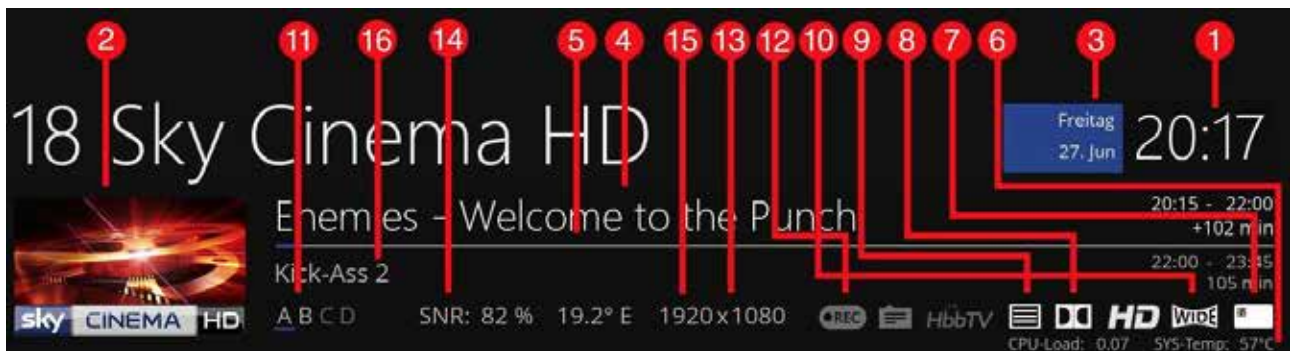 2 11 16 14 5 4 15 13 12 10 9 8 7 6 3 1
18 Sky Cinema HD
Freitag
27. Jun
20:17
Enemies - Welcome to the Punch
20:15 - 22:00
+102 min
Kick-Ass 2
22:00 - 23:45
105 min
sky CINEMA HD
A B C D SNR: 82 % 19.2° E 1920 x 1080 REC HbbTV HD WIDE
CPU-Load: 0.07 SYS-Temp: 57°C